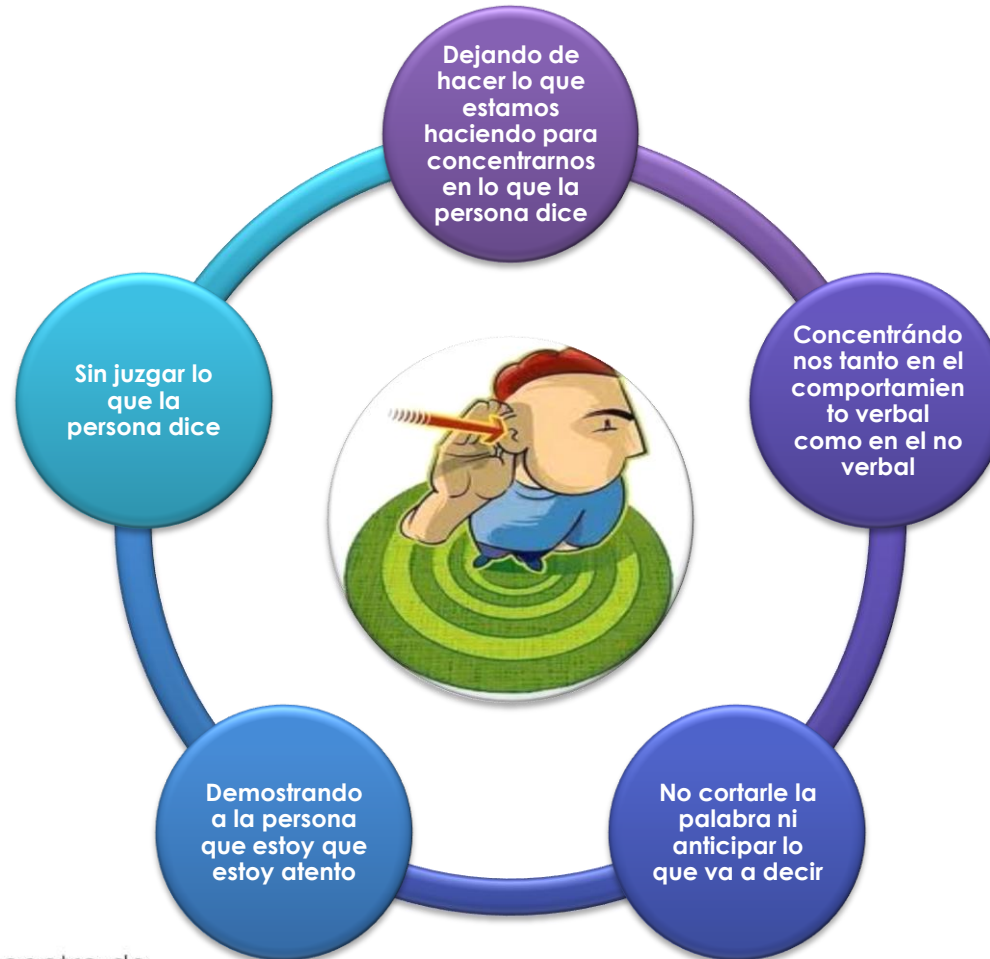 Dejando de
hacer lo que
estamos
haciendo para
concentrarnos
en lo que la
persona dice
Concentrándo
nos tanto en el
comportamien
to verbal
como en el no
verbal
No cortarle la
palabra ni
anticipar lo
que va a decir
Demostrando
a la persona
que estoy que
estoy atento
Sin juzgar lo
que la
persona dice